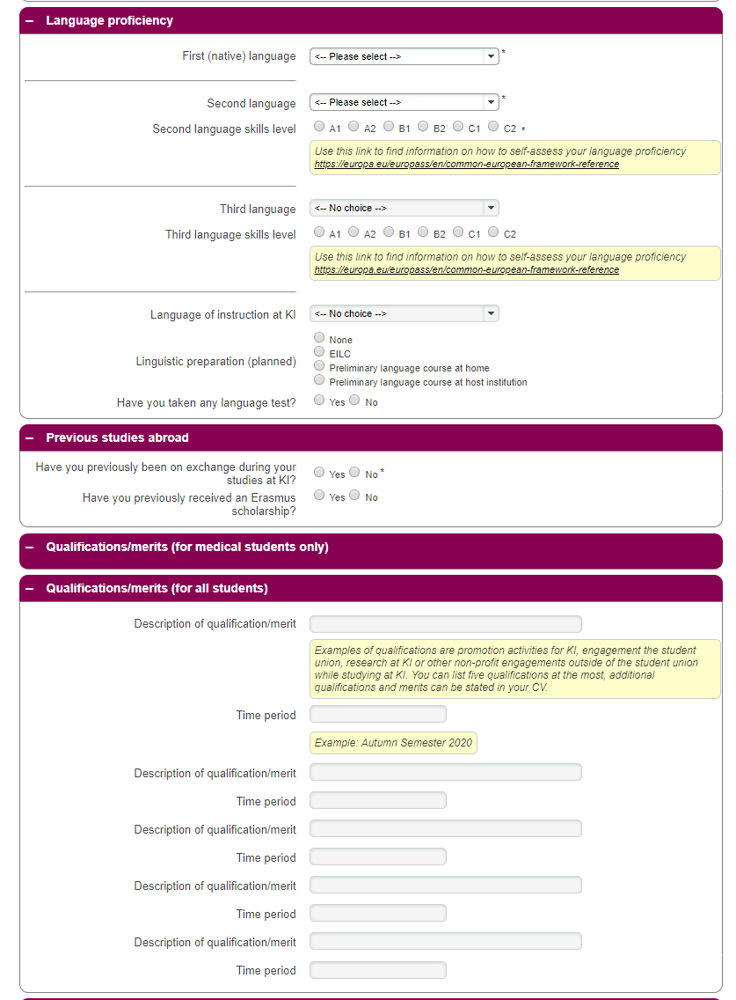 – Language proficiency
First (native) language <-- Please select --> *
Second language <-- Please select --> *
Second language skills level A1 A2 B1 B2 C1 C2 *
Use this link to find information on how to self-assess your language proficiency
https://europa.eu/europass/en/common-european-framework-reference
Third language <-- No choice -->
Third language skills level A1 A2 B1 B2 C1 C2
Use this link to find information on how to self-assess your language proficiency
https://europa.eu/europass/en/common-european-framework-reference
Language of instruction at KI <-- No choice -->
None
EILC
Linguistic preparation (planned)
Preliminary language course at home
Preliminary language course at host institution
Have you taken any language test? Yes No
– Previous studies abroad
Have you previously been on exchange during your
studies at KI? Yes No *
Have you previously received an Erasmus
scholarship? Yes No
– Qualifications/merits (for medical students only)
– Qualifications/merits (for all students)
Description of qualification/merit
Examples of qualifications are promotion activities for KI, engagement the student
union, research at KI or other non-profit engagements outside of the student union
while studying at KI. You can list five qualifications at the most, additional
qualifications and merits can be stated in your CV.
Time period
Example: Autumn Semester 2020
Description of qualification/merit
Time period
Description of qualification/merit
Time period
Description of qualification/merit
Time period
Description of qualification/merit
Time period